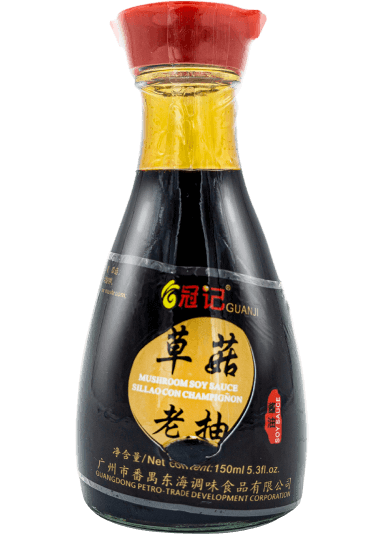 冠记®
GUANJI
草菇
MUSHROOM SOY SAUCE
SILLAO CON CHAMPIGÑON
老抽
SOY SAUCE
净含量/Net content:150ml 5.3fl.oz.
广州市番禺东海调味食品有限公司
GUANGDONG PETRO-TRADE DEVELOPMENT CORPORATION